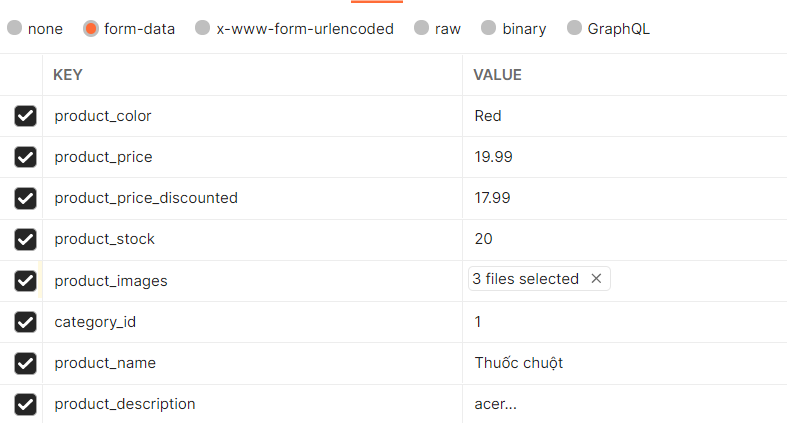 none form-data x-www-form-urlencoded raw binary GraphQL
KEY VALUE
product_color Red
product_price 19.99
product_price_discounted 17.99
product_stock 20
product_images 3 files selected
category_id 1
product_name Thuốc chuột
product_description acer...